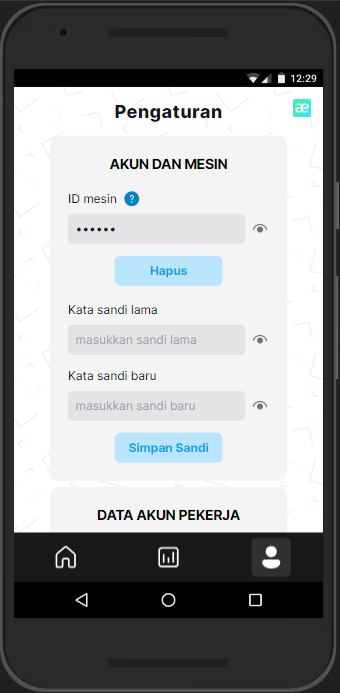 12:29
Pengaturan
æ
AKUN DAN MESIN
ID mesin ?
••••••
Hapus
Kata sandi lama
masukkan sandi lama
Kata sandi baru
masukkan sandi baru
Simpan Sandi
DATA AKUN PEKERJA